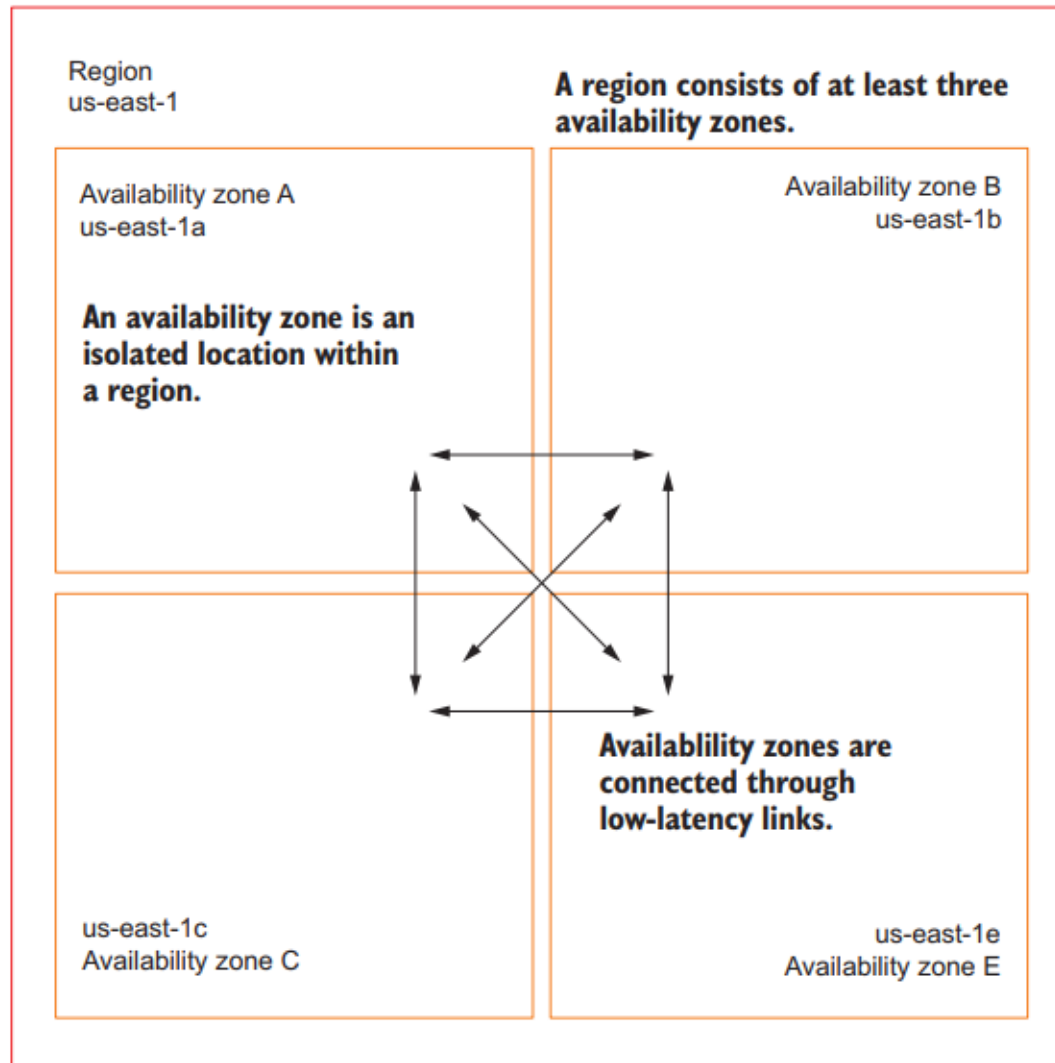 Region
us-east-1
A region consists of at least three
availability zones.
Availability zone A
us-east-1a
Availability zone B
us-east-1b
An availability zone is an
isolated location within
a region.
Availablility zones are
connected through
low-latency links.
us-east-1c
Availability zone C
us-east-1e
Availability zone E